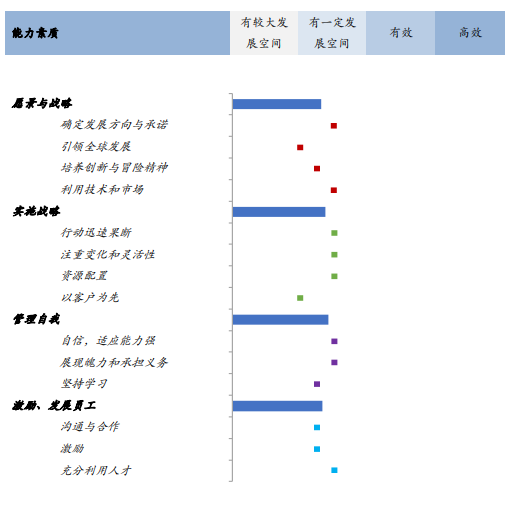 能力素质
有较大发
展空间
有一定发
展空间
有效
高效
愿景与战略
确定发展方向与承诺
引领全球发展
培养创新与冒险精神
利用技术和市场
实施战略
行动迅速果断
注重变化和灵活性
资源配置
以客户为先
管理自我
自信，适应能力强
展现魄力和承担义务
坚持学习
激励、发展员工
沟通与合作
激励
充分利用人才